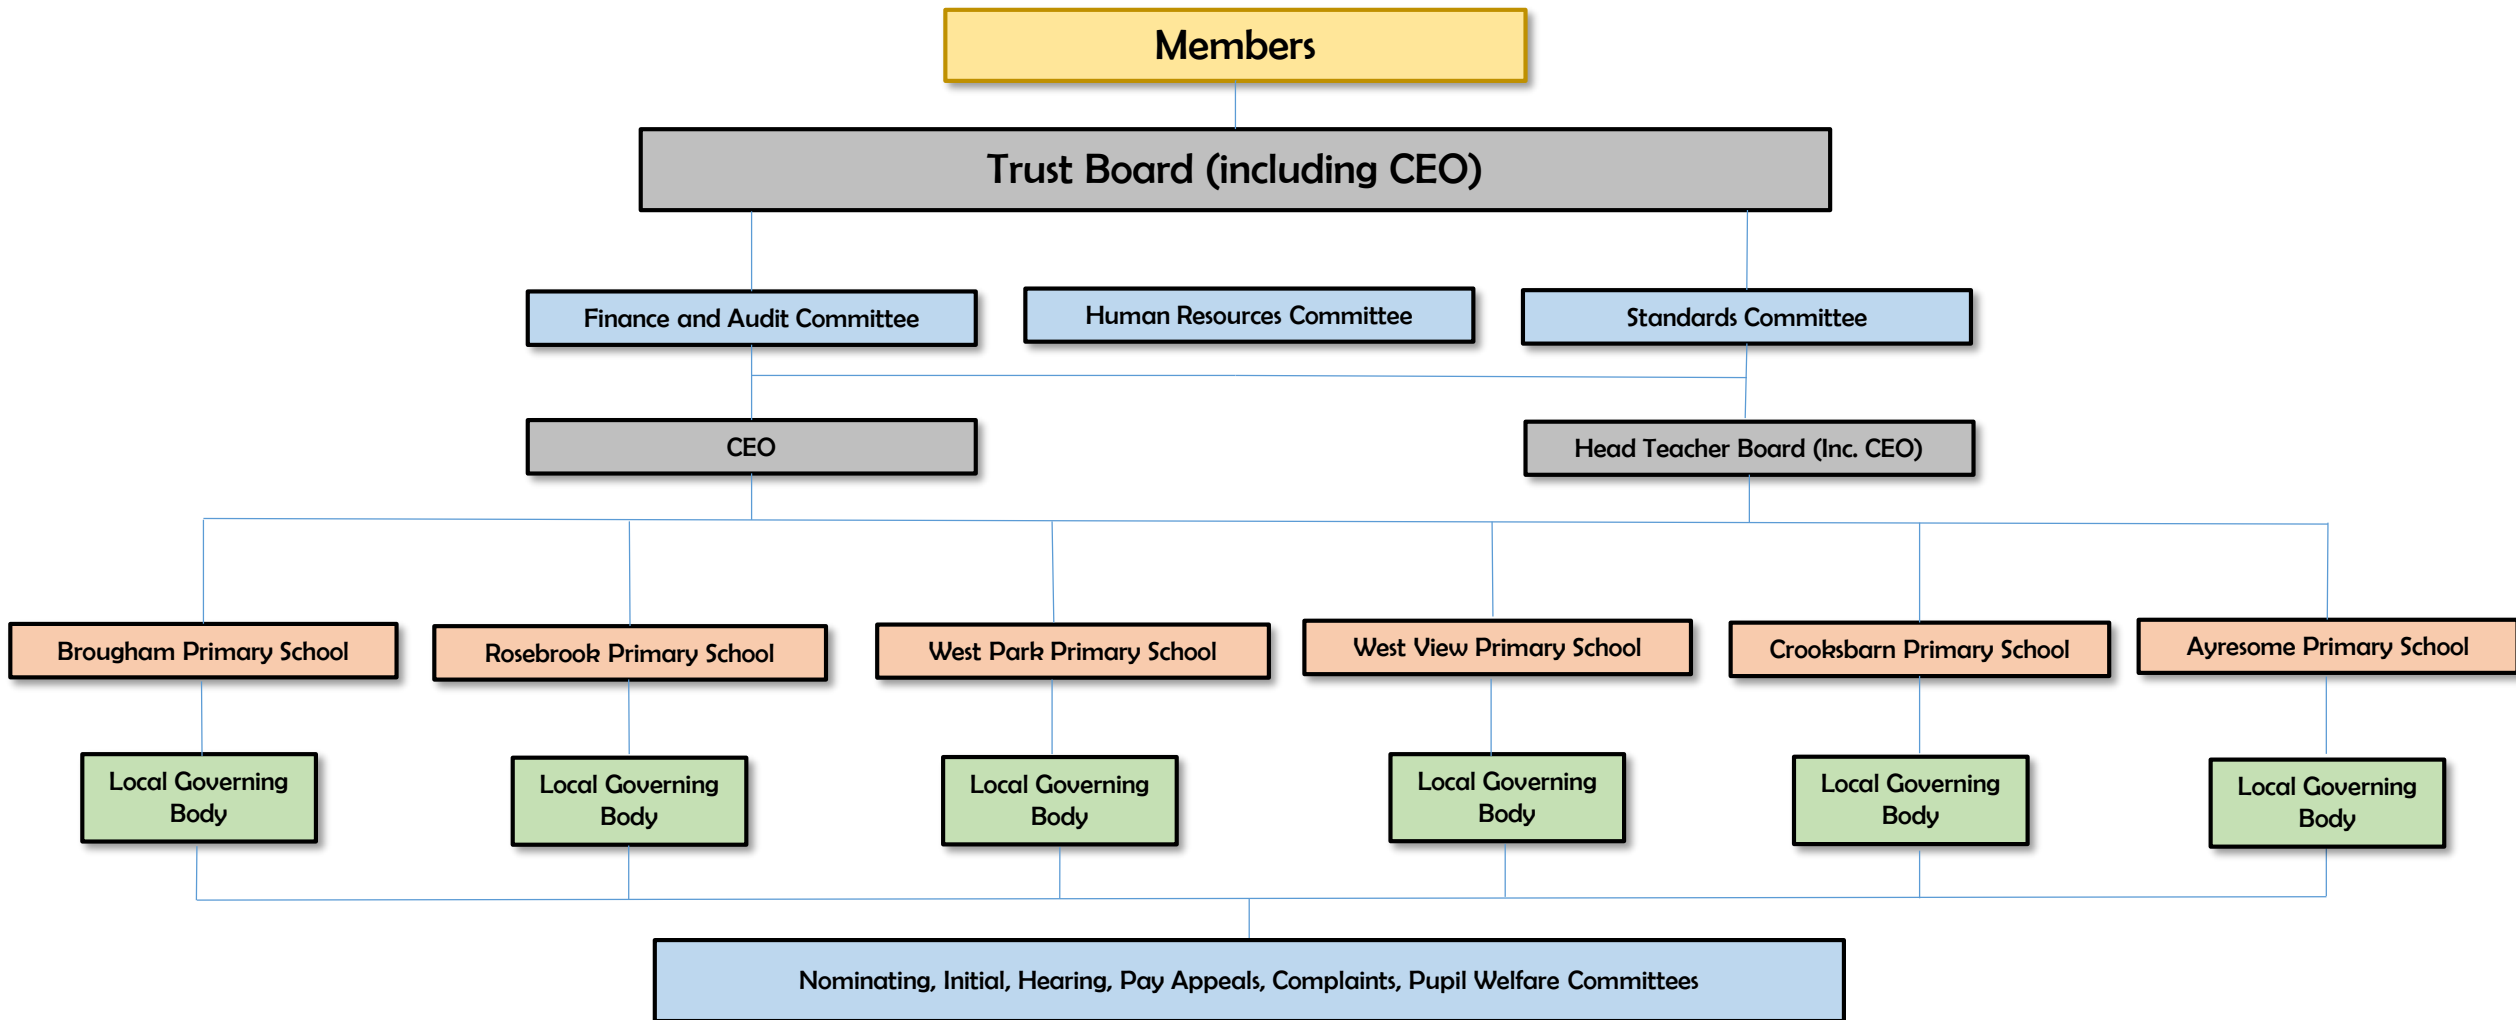 Members
Trust Board (including CEO)
Finance and Audit Committee
Human Resources Committee
Standards Committee
CEO
Head Teacher Board (Inc. CEO)
Brougham Primary School
Rosebrook Primary School
West Park Primary School
West View Primary School
Crooksbarn Primary School
Ayresome Primary School
Local Governing
Body
Local Governing
Body
Local Governing
Body
Local Governing
Body
Local Governing
Body
Local Governing
Body
Nominating, Initial, Hearing, Pay Appeals, Complaints, Pupil Welfare Committees